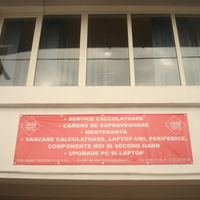 • SERVICE CALCULATOARE •
• CAMERE DE SUPRAVEGHERE
• MENTENANTA
• VANZARE CALCULATOARE, LAPTOP-URI, PERIFERICE,
COMPONENTE NOI SI SECOND HAND
• UPGRADE PC SI LAPTOP